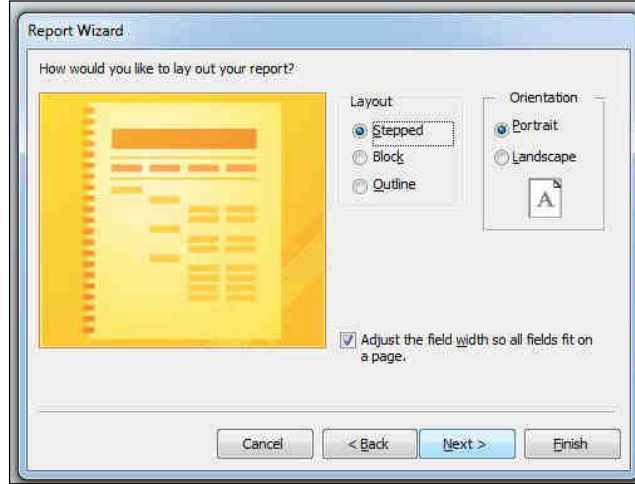 Report Wizard
How would you like to lay out your report?
Layout
Stepped
Block
Outline
Orientation
Portrait
Landscape
A
Adjust the field width so all fields fit on
a page.
Cancel
< Back
Next >
Finish